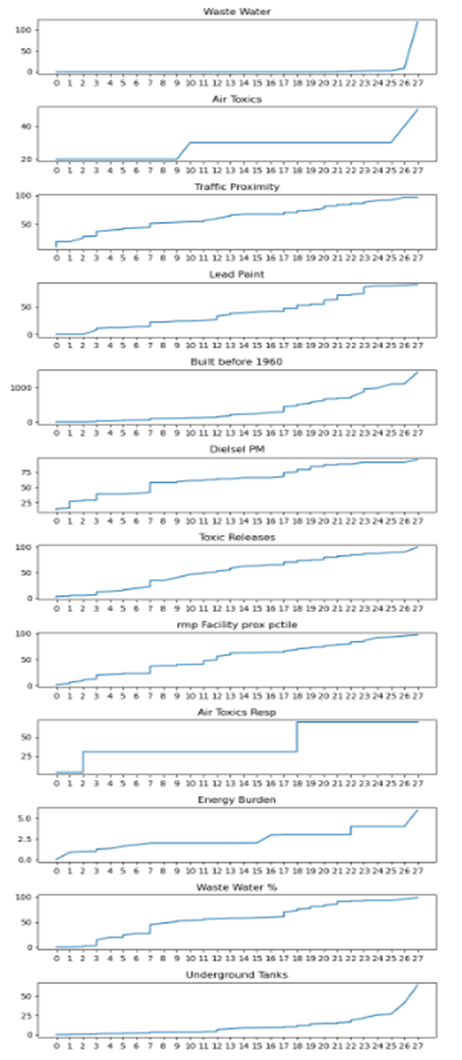 Waste Water
100
50
0
0 1 2 3 4 5 6 7 8 9 10 11 12 13 14 15 16 17 18 19 20 21 22 23 24 25 26 27
Air Toxics
40
20
0 1 2 3 4 5 6 7 8 9 10 11 12 13 14 15 16 17 18 19 20 21 22 23 24 25 26 27
Traffic Proximity
100
50
0 1 2 3 4 5 6 7 8 9 10 11 12 13 14 15 16 17 18 19 20 21 22 23 24 25 26 27
Lead Paint
50
0
0 1 2 3 4 5 6 7 8 9 10 11 12 13 14 15 16 17 18 19 20 21 22 23 24 25 26 27
Built before 1960
1000
0
0 1 2 3 4 5 6 7 8 9 10 11 12 13 14 15 16 17 18 19 20 21 22 23 24 25 26 27
Dielsel PM
75
50
25
0 1 2 3 4 5 6 7 8 9 10 11 12 13 14 15 16 17 18 19 20 21 22 23 24 25 26 27
Toxic Releases
100
50
0
0 1 2 3 4 5 6 7 8 9 10 11 12 13 14 15 16 17 18 19 20 21 22 23 24 25 26 27
rmp Facility prox pctile
100
50
0
0 1 2 3 4 5 6 7 8 9 10 11 12 13 14 15 16 17 18 19 20 21 22 23 24 25 26 27
Air Toxics Resp
50
25
0 1 2 3 4 5 6 7 8 9 10 11 12 13 14 15 16 17 18 19 20 21 22 23 24 25 26 27
Energy Burden
5.0
2.5
0.0
0 1 2 3 4 5 6 7 8 9 10 11 12 13 14 15 16 17 18 19 20 21 22 23 24 25 26 27
Waste Water %
100
50
0
0 1 2 3 4 5 6 7 8 9 10 11 12 13 14 15 16 17 18 19 20 21 22 23 24 25 26 27
Underground Tanks
50
25
0
0 1 2 3 4 5 6 7 8 9 10 11 12 13 14 15 16 17 18 19 20 21 22 23 24 25 26 27